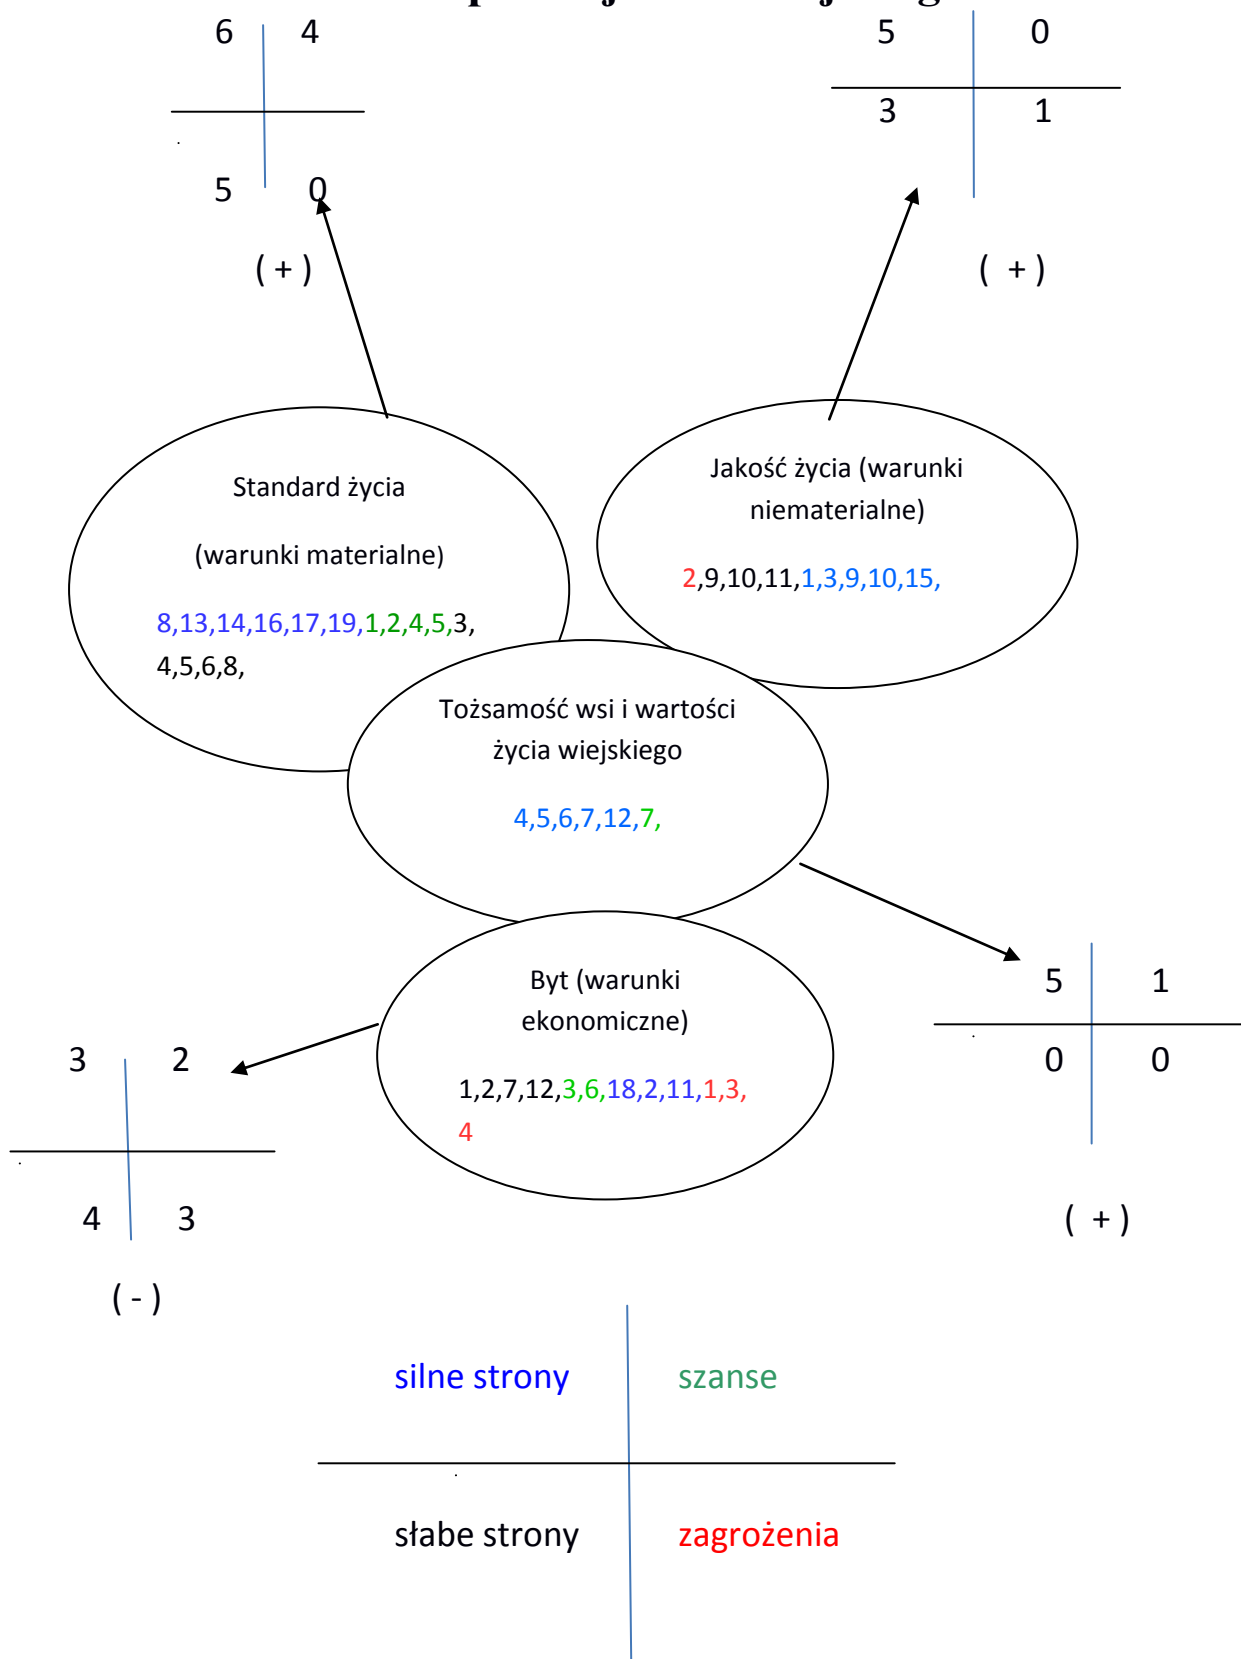 6 4
5 0
5 0
3 1
( + )
( + )
Standard życia
(warunki materialne)
8,13,14,16,17,19,1,2,4,5,3,
4,5,6,8,
Jakość życia (warunki
niematerialne)
2,9,10,11,1,3,9,10,15,
Tożsamość wsi i wartości
życia wiejskiego
4,5,6,7,12,7,
Byt (warunki
ekonomiczne)
1,2,7,12,3,6,18,2,11,1,3,
4
5 1
0 0
( + )
3 2
4 3
( - )
silne strony szanse
słabe strony zagrożenia